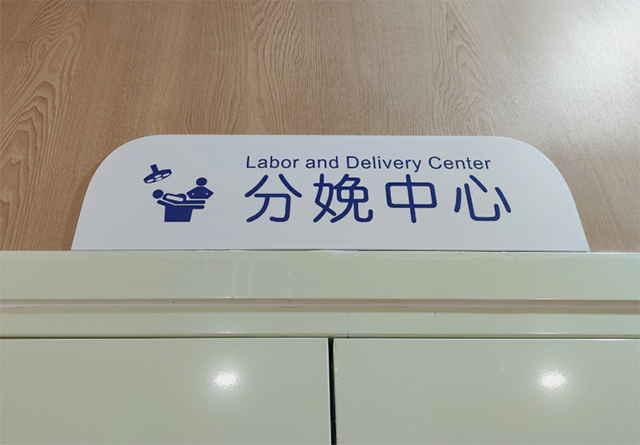 Labor and Delivery Center
分娩中心